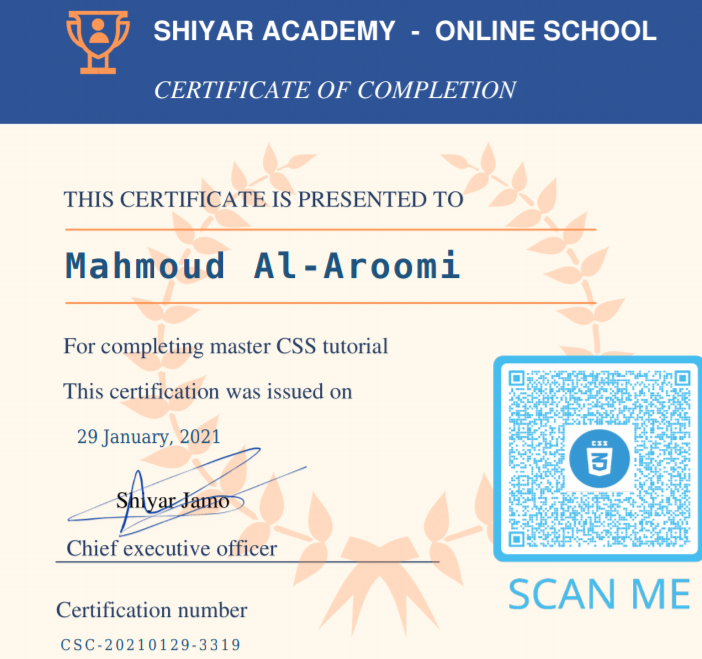 SHIYAR ACADEMY - ONLINE SCHOOL
CERTIFICATE OF COMPLETION
THIS CERTIFICATE IS PRESENTED TO
Mahmoud Al-Aroomi
For completing master CSS tutorial
This certification was issued on
29 January, 2021
Shiyar Jamo
Chief executive officer
CSS
3
SCAN ME
Certification number
CSC-20210129-3319